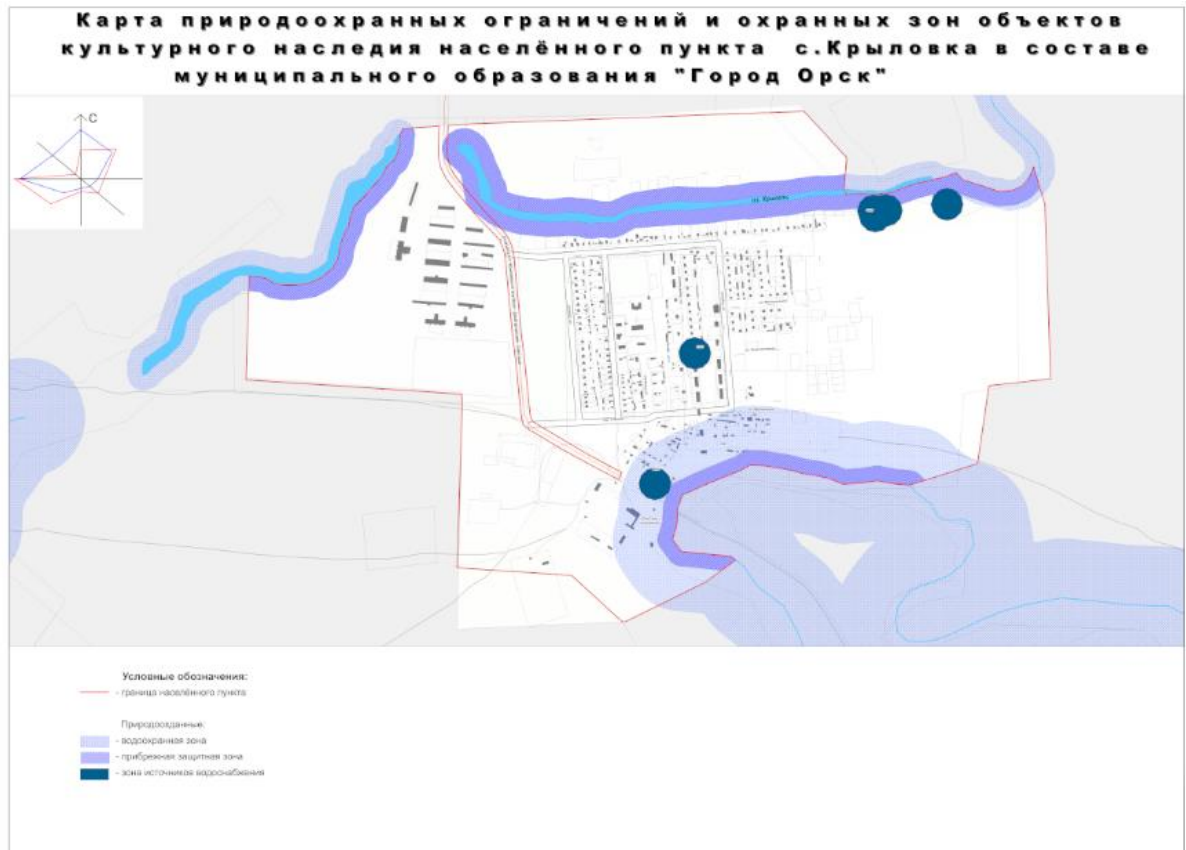 Карта природоохранных ограничений и охранных зон объектов
культурного наследия населённого пункта с.Крыловка в составе
муниципального образования "Город Орск"
С
Условные обозначения:
- граница населённого пункта
Природоохданные:
- водоохранная зона
- прибрежная защитная зона
- зона источников водоснабжения